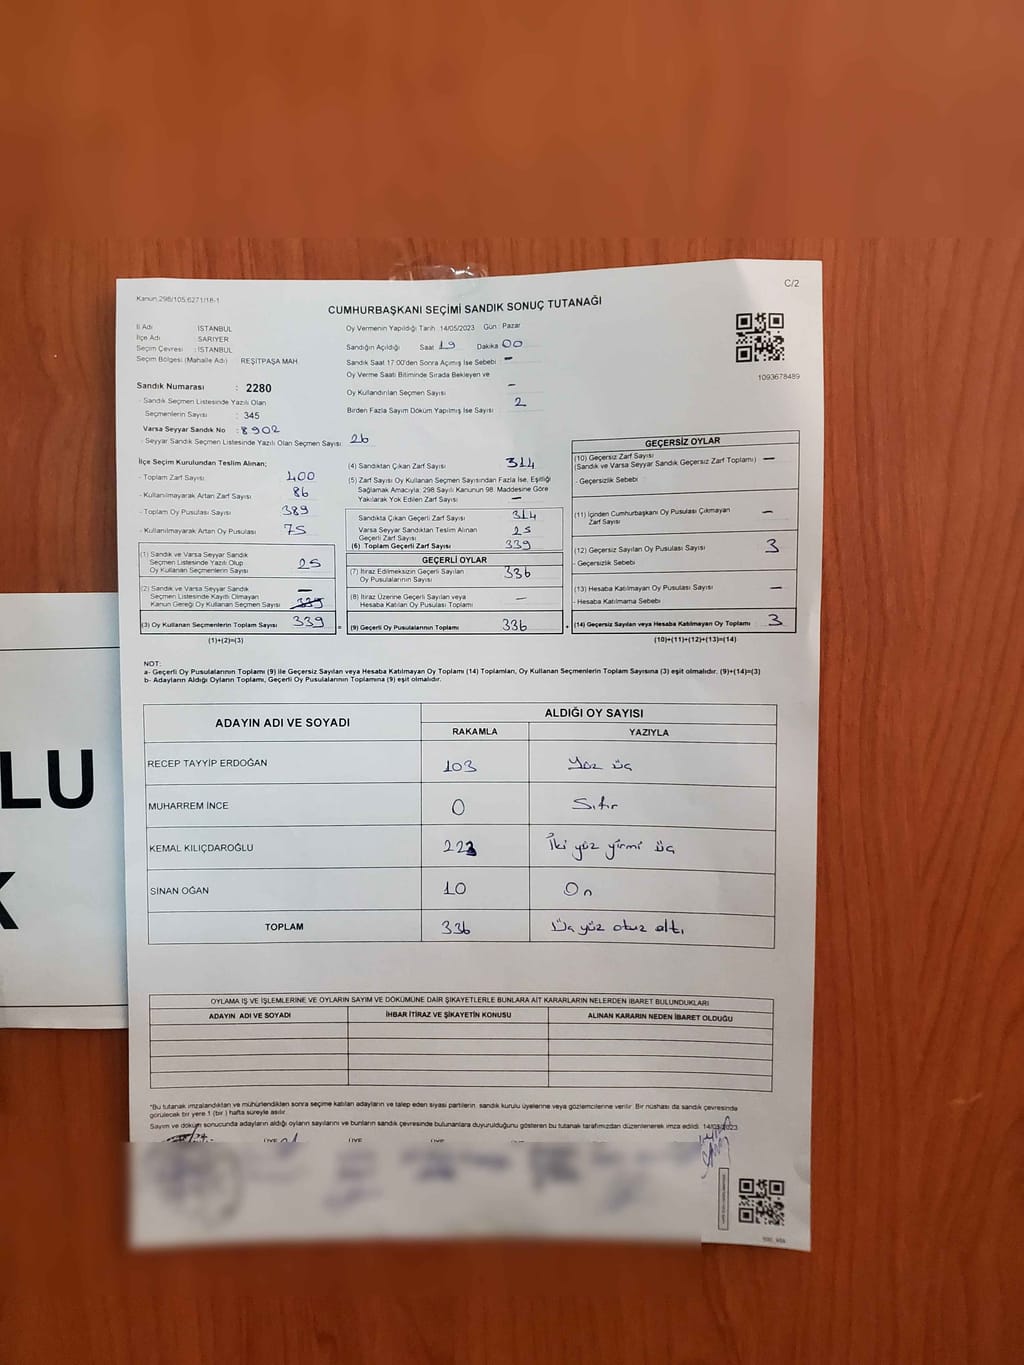 Kanun.298/105.6271/18-1
C/2
CUMHURBAŞKANI SEÇİMİ SANDIK SONUÇ TUTANAĞI
İl Adı : İSTANBUL
İlçe Adı : SARIYER
Seçim Çevresi : İSTANBUL
Seçim Bölgesi (Mahalle Adı) REŞİTPAŞA MAH.
Sandık Numarası : 2280
- Sandık Seçmen Listesinde Yazılı Olan
Seçmenlerin Sayısı : 345
Varsa Seyyar Sandık No : 8902
- Seyyar Sandık Seçmen Listesinde Yazılı Olan Seçmen Sayısı: 26
Oy Vermenin Yapıldığı Tarih :14/05/2023 Gün : Pazar
Sandığın Açıldığı Saat 19 Dakika 00
Sandık Saat 17:00'den Sonra Açımış İse Sebebi : -
Oy Verme Saati Bitiminde Sırada Bekleyen ve
Oy Kullandırılan Seçmen Sayısı -
Birden Fazla Sayım Döküm Yapılmış İse Sayısı : 2
1093678489
İlçe Seçim Kurulundan Teslim Alınan;
- Toplam Zarf Sayısı : 400
- Kullanılmayarak Artan Zarf Sayısı : 86
- Toplam Oy Pusulası Sayısı : 389
- Kullanılmayarak Artan Oy Pusulası : 75
(1) Sandık ve Varsa Seyyar Sandık
Seçmen Listesinde Yazılı Olup
Oy Kullanan Seçmenlerin Sayısı : 25
(2) Sandık ve Varsa Seyyar Sandık -
Seçmen Listesinde Kayıtlı Olmayan
Kanun Gereği Oy Kullanan Seçmen Sayısı : 339
(3) Oy Kullanan Seçmenlerin Toplam Sayısı : 339 =
(1)+(2)=(3)
(4) Sandıktan Çıkan Zarf Sayısı : 314
(5) Zarf Sayısı Oy Kullanan Seçmen Sayısından Fazla İse, Eşitliği
Sağlamak Amacıyla; 298 Sayılı Kanunun 98. Maddesine Göre
Yakılarak Yok Edilen Zarf Sayısı : -
Sandıkta Çıkan Geçerli Zarf Sayısı : 314
Varsa Seyyar Sandıktan Teslim Alınan
Geçerli Zarf Sayısı : 25
(6) Toplam Geçerli Zarf Sayısı : 339
GEÇERLİ OYLAR
(7) İtiraz Edilmeksizin Geçerli Sayılan
Oy Pusulalarının Sayısı : 336
(8) İtiraz Üzerine Geçerli Sayılan veya
Hesaba Katılan Oy Pusulası Toplamı : -
(9) Geçerli Oy Pusulalarının Toplamı : 336 +
GEÇERSİZ OYLAR
(10) Geçersiz Zarf Sayısı
(Sandık ve Varsa Seyyar Sandık Geçersiz Zarf Toplamı) : -
- Geçersizlik Sebebi :
(11) İçinden Cumhurbaşkanı Oy Pusulası Çıkmayan
Zarf Sayısı : -
(12) Geçersiz Sayılan Oy Pusulası Sayısı : 3
- Geçersizlik Sebebi :
(13) Hesaba Katılmayan Oy Pusulası Sayısı : -
- Hesaba Katılmama Sebebi :
(14) Geçersiz Sayılan veya Hesaba Katılmayan Oy Toplamı : 3
(10)+(11)+(12)+(13)=(14)
NOT:
a- Geçerli Oy Pusulalarının Toplamı (9) ile Geçersiz Sayılan veya Hesaba Katılmayan Oy Toplamı (14) Toplamları, Oy Kullanan Seçmenlerin Toplam Sayısına (3) eşit olmalıdır. (9)+(14)=(3)
b- Adayların Aldığı Oyların Toplamı, Geçerli Oy Pusulalarının Toplamına (9) eşit olmalıdır.
ADAYIN ADI VE SOYADI
ALDIĞI OY SAYISI
RAKAMLA YAZIYLA
RECEP TAYYİP ERDOĞAN 103 Yüz üç
MUHARREM İNCE 0 Sıfır
KEMAL KILIÇDAROĞLU 223 İki yüz yirmi üç
SİNAN OĞAN 10 On
TOPLAM 336 Üç yüz otuz altı
OYLAMA İŞ VE İŞLEMLERİNE VE OYLARIN SAYIM VE DÖKÜMÜNE DAİR ŞİKAYETLERLE BUNLARA AİT KARARLARIN NELERDEN İBARET BULUNDUKLARI
ADAYIN ADI VE SOYADI İHBAR İTİRAZ VE ŞİKAYETİN KONUSU ALINAN KARARIN NEDEN İBARET OLDUĞU
*Bu tutanak imzalandıktan ve mühürlendikten sonra seçime katılan adayların ve talep eden siyasi partilerin, sandık kurulu üyelerine veya gözlemcilerine verilir. Bir nüshası da sandık çevresinde
görülecek bir yere 1 (bir ) hafta süreyle asılır.
Sayım ve döküm sonucunda adayların aldığı oyların sayılarını ve bunların sandık çevresinde bulunanlara duyurulduğunu gösteren bu tutanak tarafımızdan düzenlenerek imza edildi. 14/05/2023
ÜYE ÜYE ÜYE ÜYE
LU
K